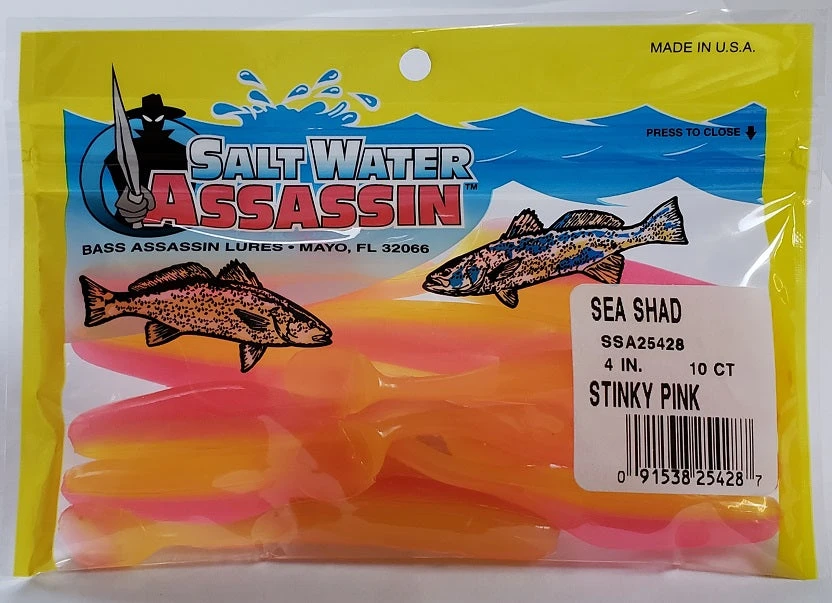 MADE IN U.S.A.
PRESS TO CLOSE
SALT WATER
ASSASSIN™
BASS ASSASSIN LURES • MAYO, FL 32066
SEA SHAD
SSA25428
4 IN. 10 CT
STINKY PINK
0 91538 25428 7